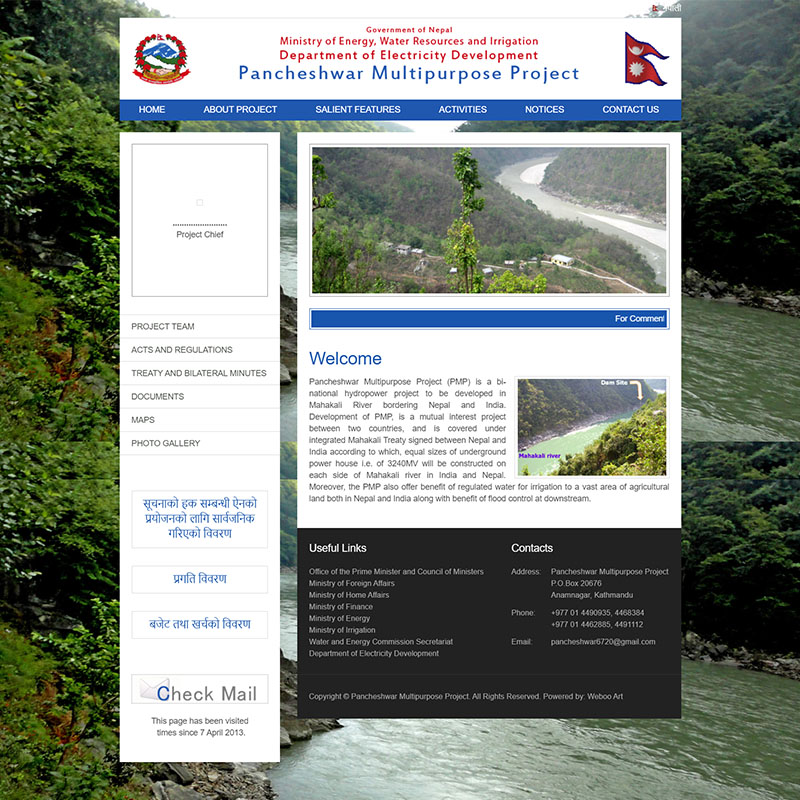 नेपाली
Government of Nepal
Ministry of Energy, Water Resources and Irrigation
Department of Electricity Development
Pancheshwar Multipurpose Project
HOME ABOUT PROJECT SALIENT FEATURES ACTIVITIES NOTICES CONTACT US
Project Chief
PROJECT TEAM
ACTS AND REGULATIONS
TREATY AND BILATERAL MINUTES
DOCUMENTS
MAPS
PHOTO GALLERY
सूचनाको हक सम्बन्धी ऐनको
प्रयोजनको लागि सार्वजनिक
गरिएको विवरण
प्रगति विवरण
बजेट तथा खर्चको विवरण
Check Mail
This page has been visited
times since 7 April 2013.
For Comment
Welcome
Pancheshwar Multipurpose Project (PMP) is a bi-
national hydropower project to be developed in
Mahakali River bordering Nepal and India.
Development of PMP, is a mutual interest project
between two countries, and is covered under
integrated Mahakali Treaty signed between Nepal and
India according to which, equal sizes of underground
power house i.e. of 3240MV will be constructed on
each side of Mahakali river in India and Nepal.
Moreover, the PMP also offer benefit of regulated water for irrigation to a vast area of agricultural
land both in Nepal and India along with benefit of flood control at downstream.
Dam Site
Mahakali river
Useful Links
Office of the Prime Minister and Council of Ministers
Ministry of Foreign Affairs
Ministry of Home Affairs
Ministry of Finance
Ministry of Energy
Ministry of Irrigation
Water and Energy Commission Secretariat
Department of Electricity Development
Contacts
Address: Pancheshwar Multipurpose Project
P.O.Box 20676
Anamnagar, Kathmandu
Phone: +977 01 4490935, 4468384
+977 01 4462885, 4491112
Email: pancheshwar6720@gmail.com
Copyright © Pancheshwar Multipurpose Project. All Rights Reserved. Powered by: Weboo Art